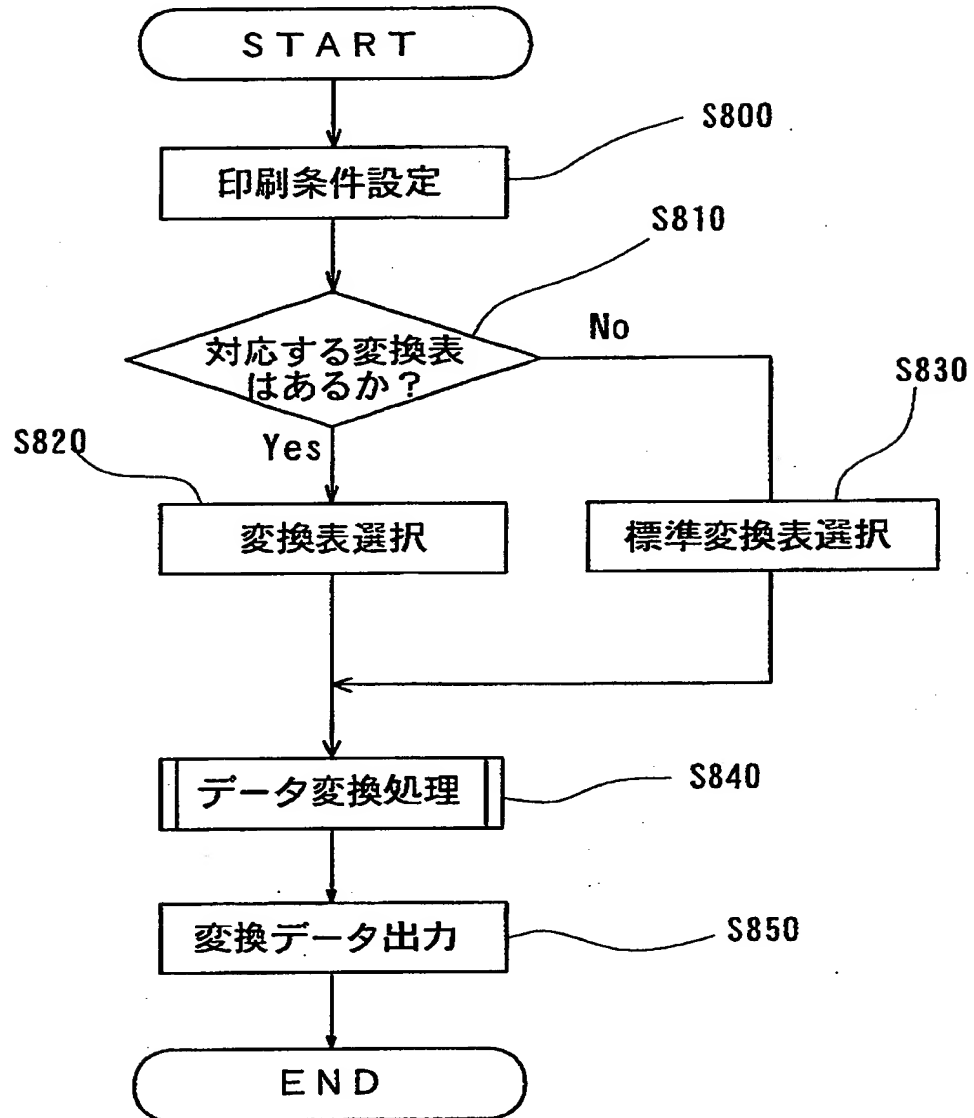 START
S800
印刷条件設定
S810
対応する変換表
はあるか？
No
Yes
S820
S830
変換表選択
標準変換表選択
データ変換処理
S840
変換データ出力
S850
END